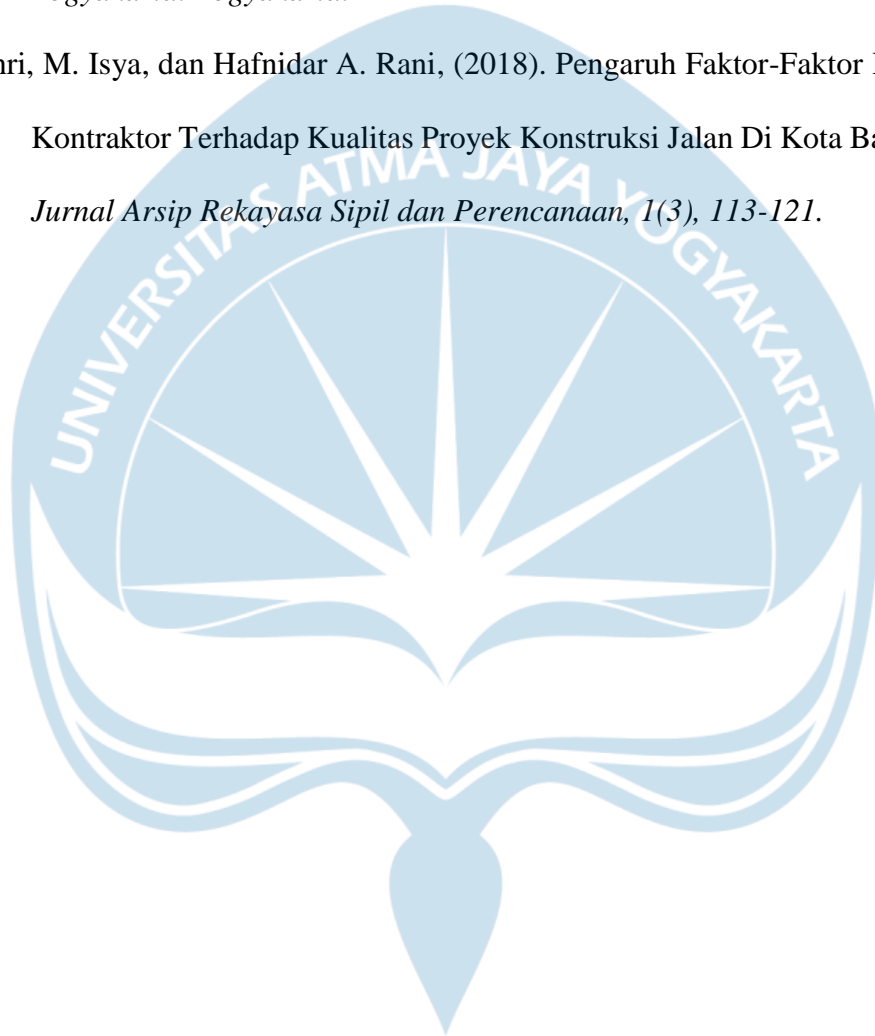 nri, M. Isya, dan Hafnidar A. Rani, (2018). Pengaruh Faktor-Faktor
Kontraktor Terhadap Kualitas Proyek Konstruksi Jalan Di Kota Ba
Jurnal Arsip Rekayasa Sipil dan Perencanaan, 1(3), 113-121.
UNIVERSITAS ATMA JAYA YOGYAKARTA